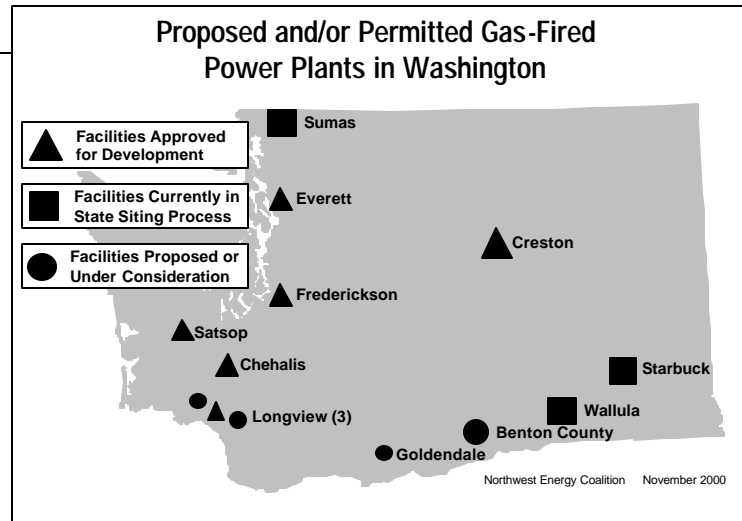 Proposed and/or Permitted Gas-Fired
Power Plants in Washington
Facilities Approved
for Development
Facilities Currently in
State Siting Process
Facilities Proposed or
Under Consideration
Sumas
Everett
Creston
Frederickson
Satsop
Chehalis
Starbuck
Wallula
Longview (3)
Benton County
Goldendale
Northwest Energy Coalition November 2000